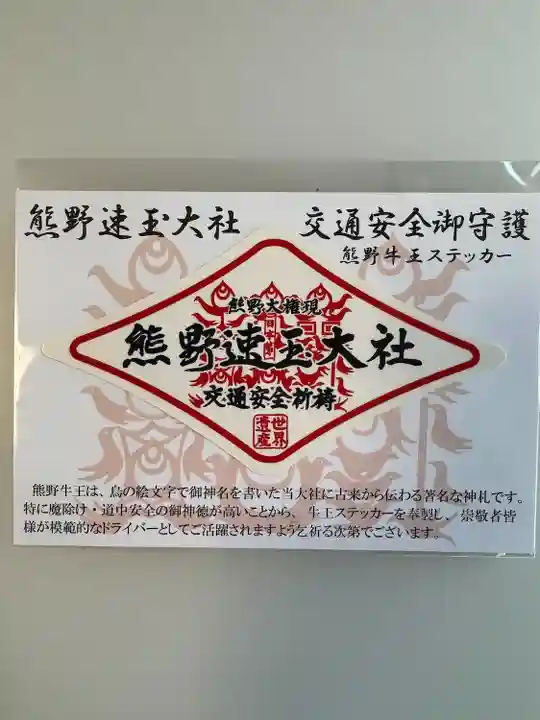 熊野速玉大社
交通安全御守護
熊野牛王ステッカー
熊野大権現
熊野速玉大社
交通安全祈祷
世界
遺産
熊野牛王は、烏の絵文字で御神名を書いた当大社に古来から伝わる著名な神札です。
特に魔除け・道中安全の御神徳が高いことから、牛王ステッカーを奉製し、崇敬者皆
様が模範的なドライバーとしてご活躍されますよう乞祈る次第でございます。